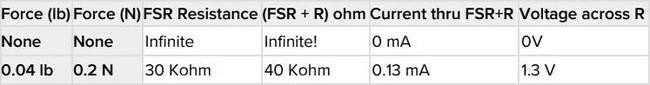 Force (lb) Force (N) FSR Resistance (FSR + R) ohm Current thru FSR+R Voltage across R
None None Infinite Infinite! 0 mA 0V
0.04 lb 0.2 N 30 Kohm 40 Kohm 0.13 mA 1.3 V